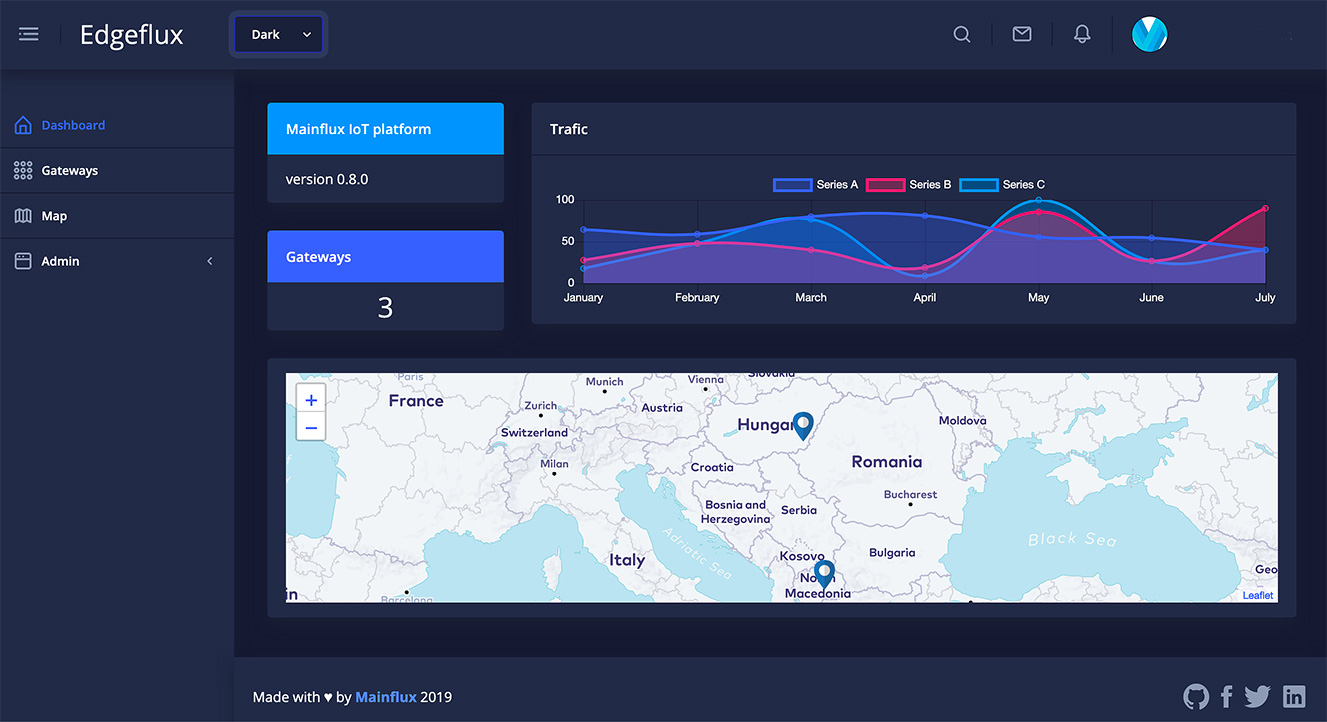 Edgeflux
Dark
Dashboard
Gateways
Map
Admin
Mainflux IoT platform
version 0.8.0
Gateways
3
Trafic
Series A Series B Series C
100
50
0
January February March April May June July
+
−
Paris
France
Munich
Vienna
Slovakia
Zurich
Austria
Switzerland
Hungar
Moldova
Milan
Croatia
Romania
Bucharest
Bosnia and
Herzegovina
Serbia
Adriatic Sea
Black Sea
Italy
Kosovo
Bulgaria
Geo
North
Macedonia
in
Barcelona
Leaflet
Made with ♥ by Mainflux 2019